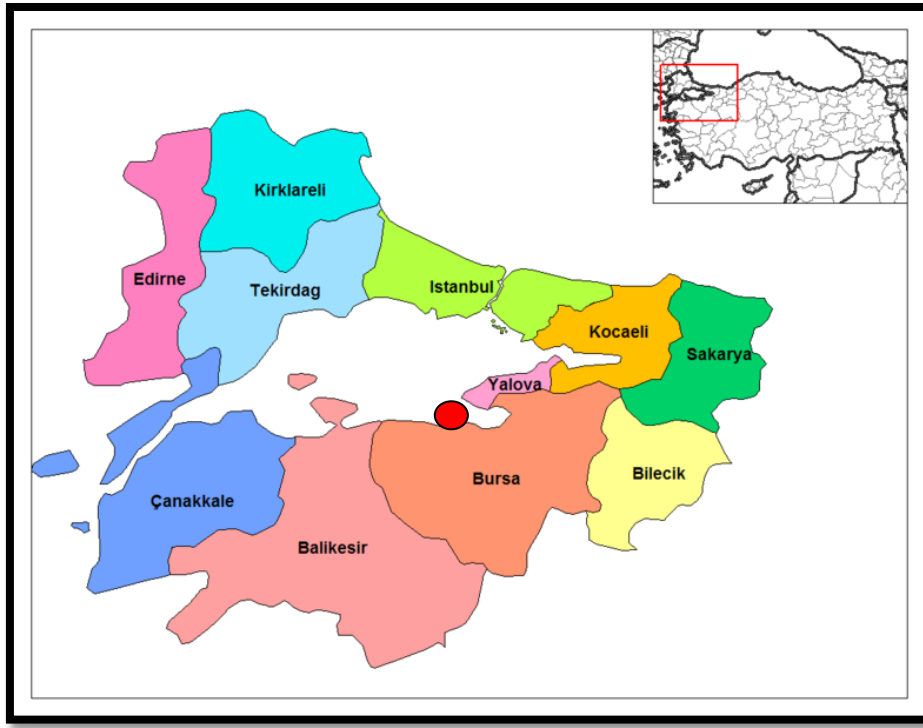 Kirklareli
Edirne
Tekirdag
Istanbul
Kocaeli
Sakarya
Yalova
Çanakkale
Bursa
Bilecik
Balikesir